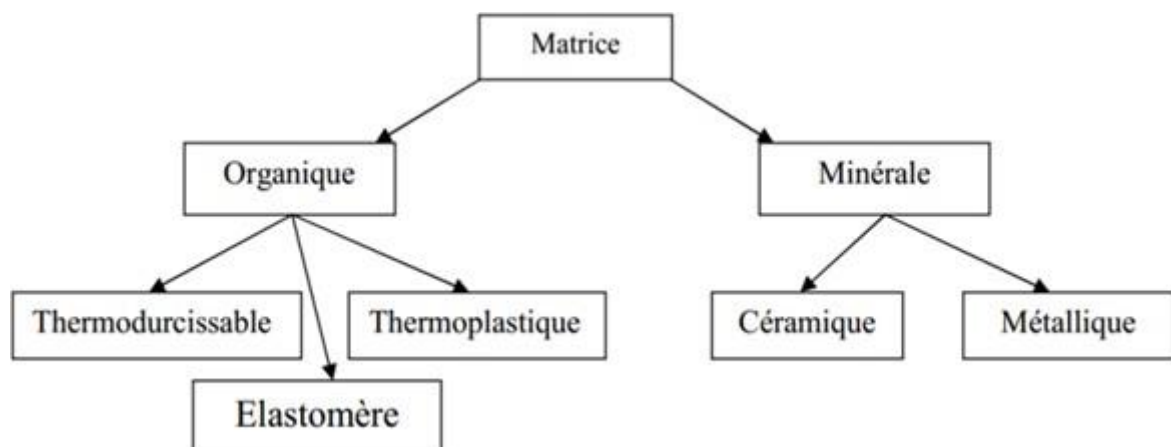 Matrice
Organique
Minérale
Thermodurcissable
Thermoplastique
Céramique
Métallique
Elastomère